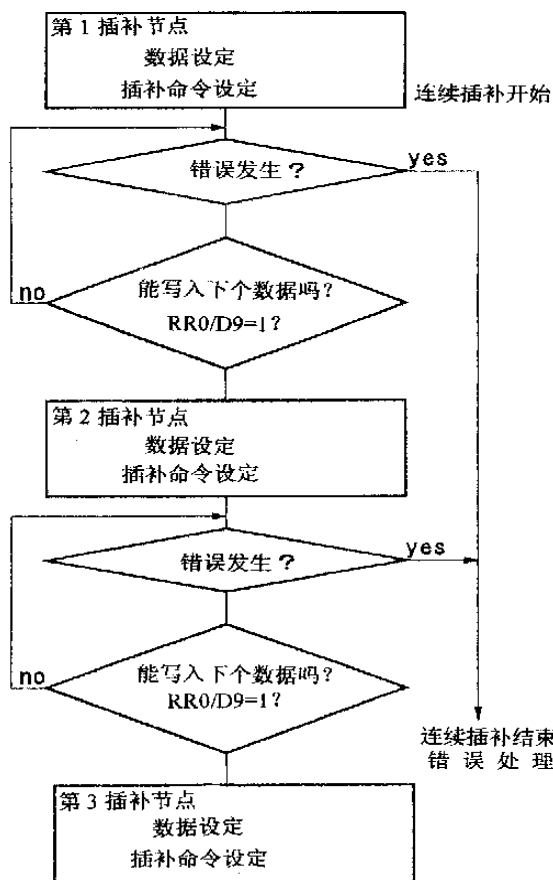 第 1 插补节点
数据设定
插补命令设定
连续插补开始
错误发生？
yes
能写入下个数据吗？
no
RR0/D9=1？
第 2 插补节点
数据设定
插补命令设定
错误发生？
yes
能写入下个数据吗？
no
RR0/D9=1？
连续插补结束
错 误 处 理
第 3 插补节点
数据设定
插补命令设定